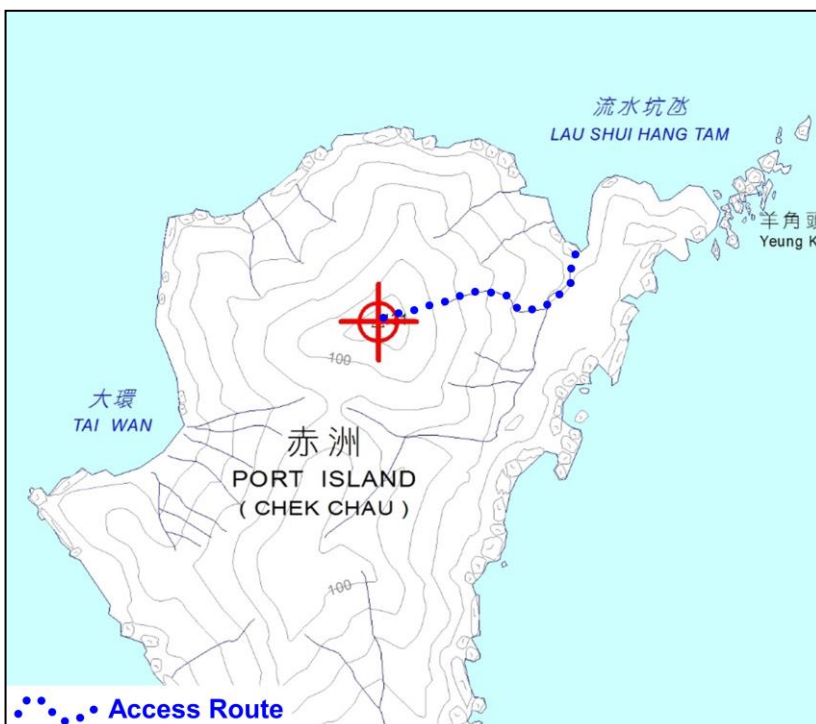 流水坑氹
LAU SHUI HANG TAM
羊角頭
Yeung K
100
大環
TAI WAN
赤洲
PORT ISLAND
( CHEK CHAU )
100
Access Route